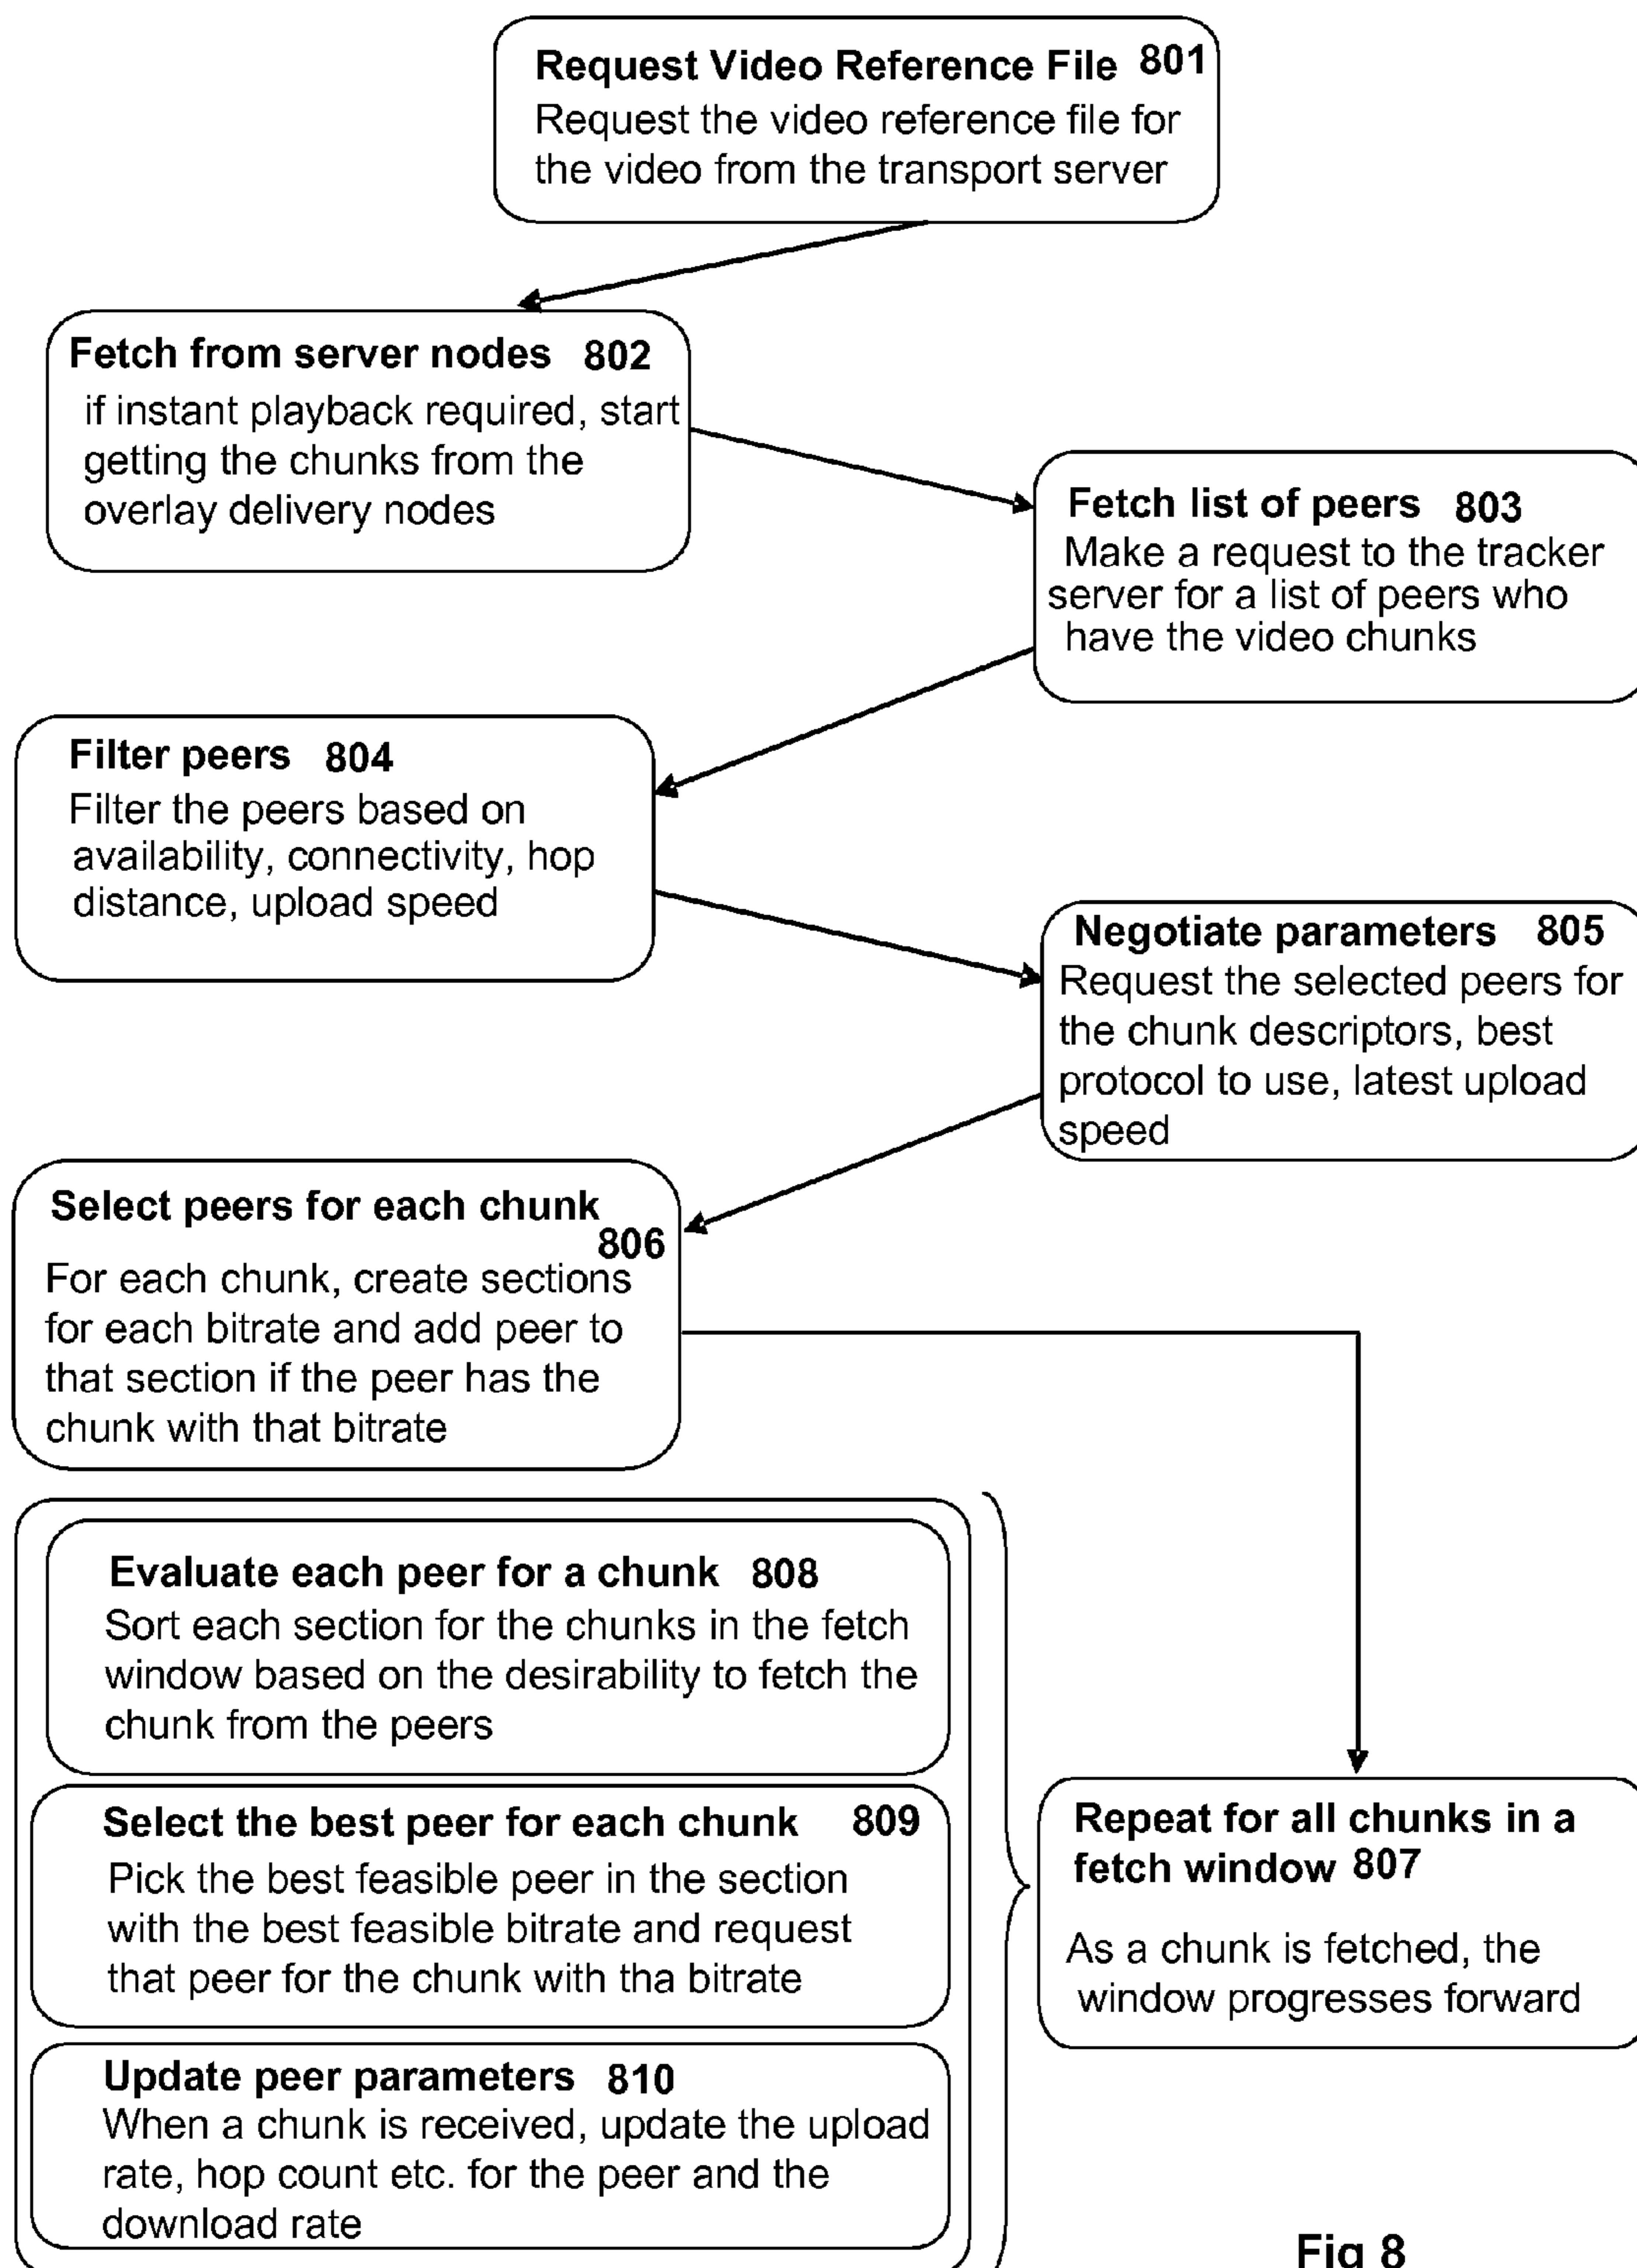 Request Video Reference File 801
Request the video reference file for
the video from the transport server
Fetch from server nodes 802
if instant playback required, start
getting the chunks from the
overlay delivery nodes
Fetch list of peers 803
Make a request to the tracker
server for a list of peers who
have the video chunks
Filter peers 804
Filter the peers based on
availability, connectivity, hop
distance, upload speed
Negotiate parameters 805
Request the selected peers for
the chunk descriptors, best
protocol to use, latest upload
speed
Select peers for each chunk
806
For each chunk, create sections
for each bitrate and add peer to
that section if the peer has the
chunk with that bitrate
Evaluate each peer for a chunk 808
Sort each section for the chunks in the fetch
window based on the desirability to fetch the
chunk from the peers
Select the best peer for each chunk 809
Pick the best feasible peer in the section
with the best feasible bitrate and request
that peer for the chunk with tha bitrate
Update peer parameters 810
When a chunk is received, update the upload
rate, hop count etc. for the peer and the
download rate
Repeat for all chunks in a
fetch window 807
As a chunk is fetched, the
window progresses forward
Fig 8